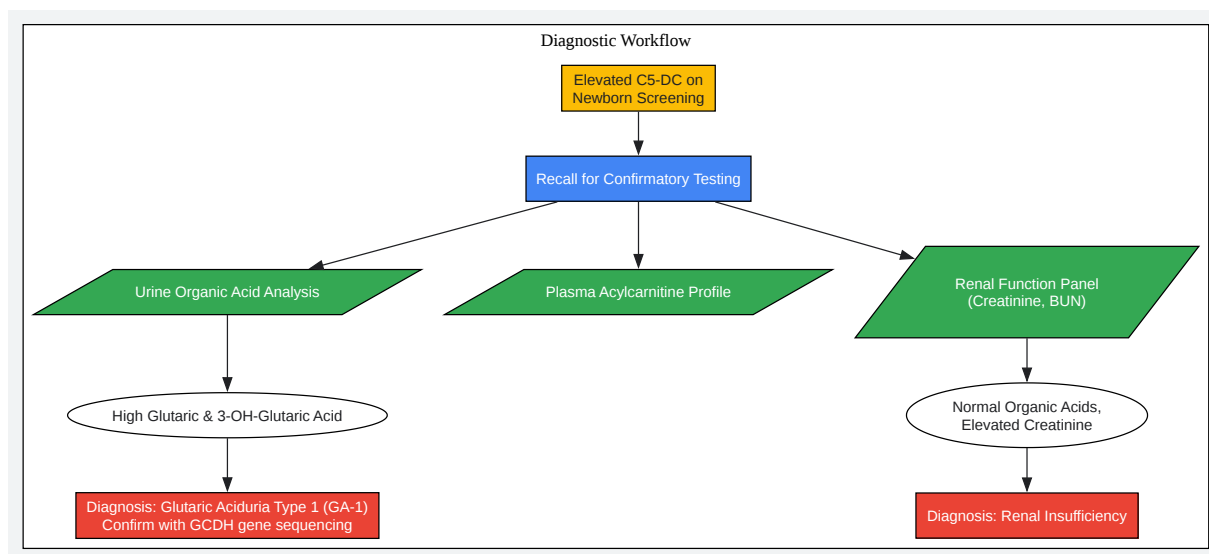 Diagnostic Workflow
Elevated C5-DC on
Newborn Screening
Recall for Confirmatory Testing
Urine Organic Acid Analysis
Plasma Acylcarnitine Profile
Renal Function Panel
(Creatinine, BUN)
High Glutaric & 3-OH-Glutaric Acid
Normal Organic Acids,
Elevated Creatinine
Diagnosis: Glutaric Aciduria Type 1 (GA-1)
Confirm with GCDH gene sequencing
Diagnosis: Renal Insufficiency